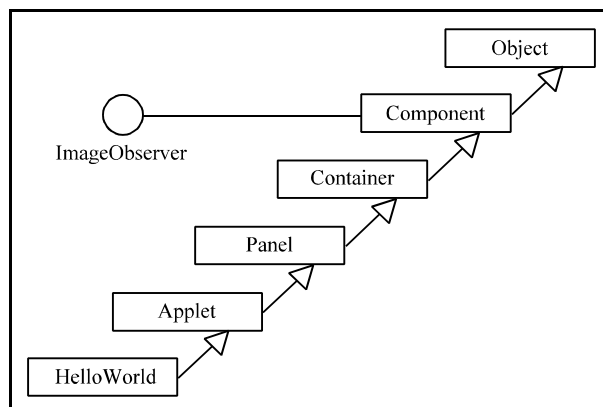 Object
Component
ImageObserver
Container
Panel
Applet
HelloWorld